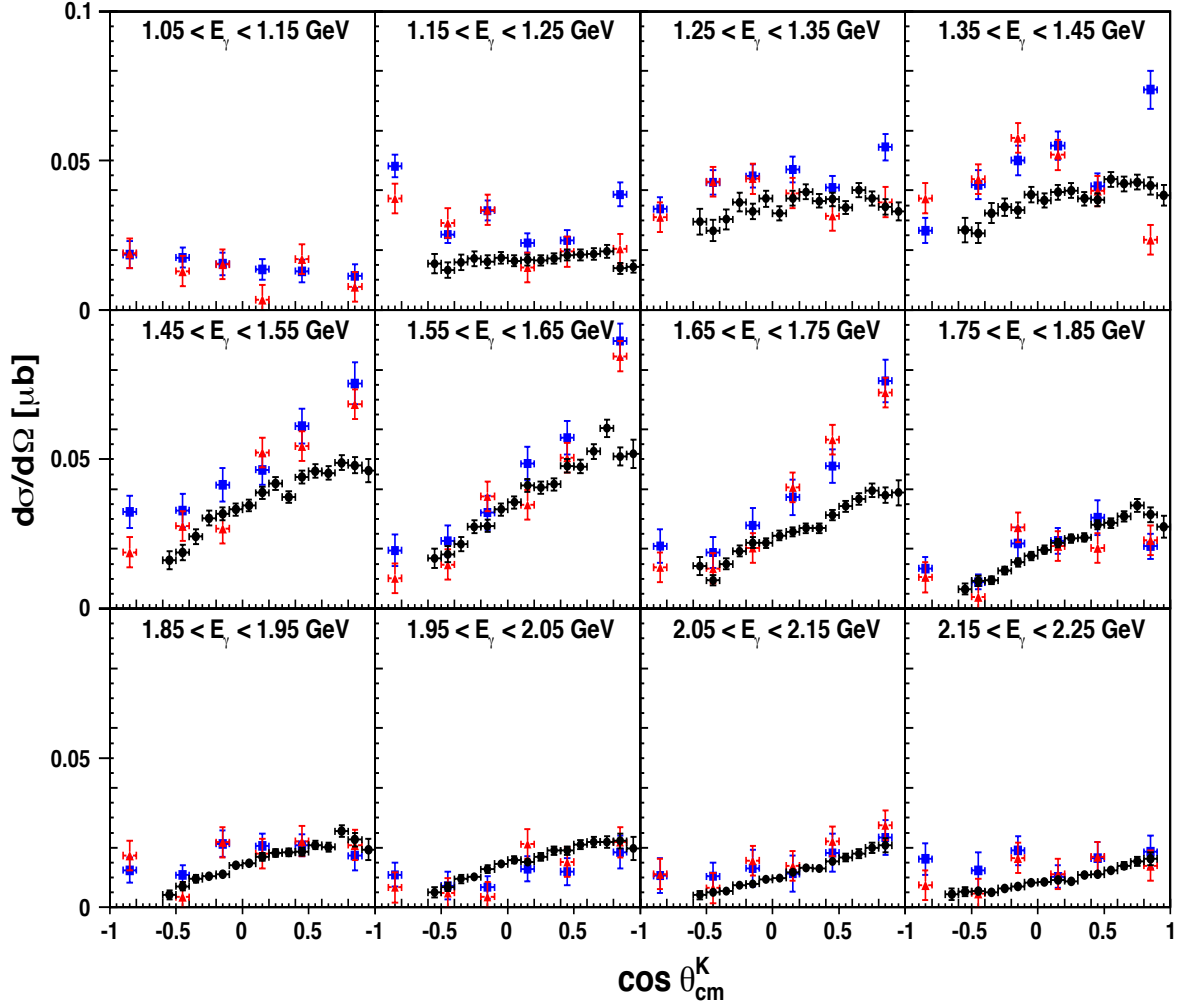 0.1
1.05 < Eγ < 1.15 GeV
1.15 < Eγ < 1.25 GeV
1.25 < Eγ < 1.35 GeV
1.35 < Eγ < 1.45 GeV
0.05
0
1.45 < Eγ < 1.55 GeV
1.55 < Eγ < 1.65 GeV
1.65 < Eγ < 1.75 GeV
1.75 < Eγ < 1.85 GeV
dσ/dΩ [μb]
0.05
0
1.85 < Eγ < 1.95 GeV
1.95 < Eγ < 2.05 GeV
2.05 < Eγ < 2.15 GeV
2.15 < Eγ < 2.25 GeV
0.05
0
-1 -0.5 0 0.5 -1 -0.5 0 0.5 -1 -0.5 0 0.5 -1 -0.5 0 0.5 1
cos θ^K_cm